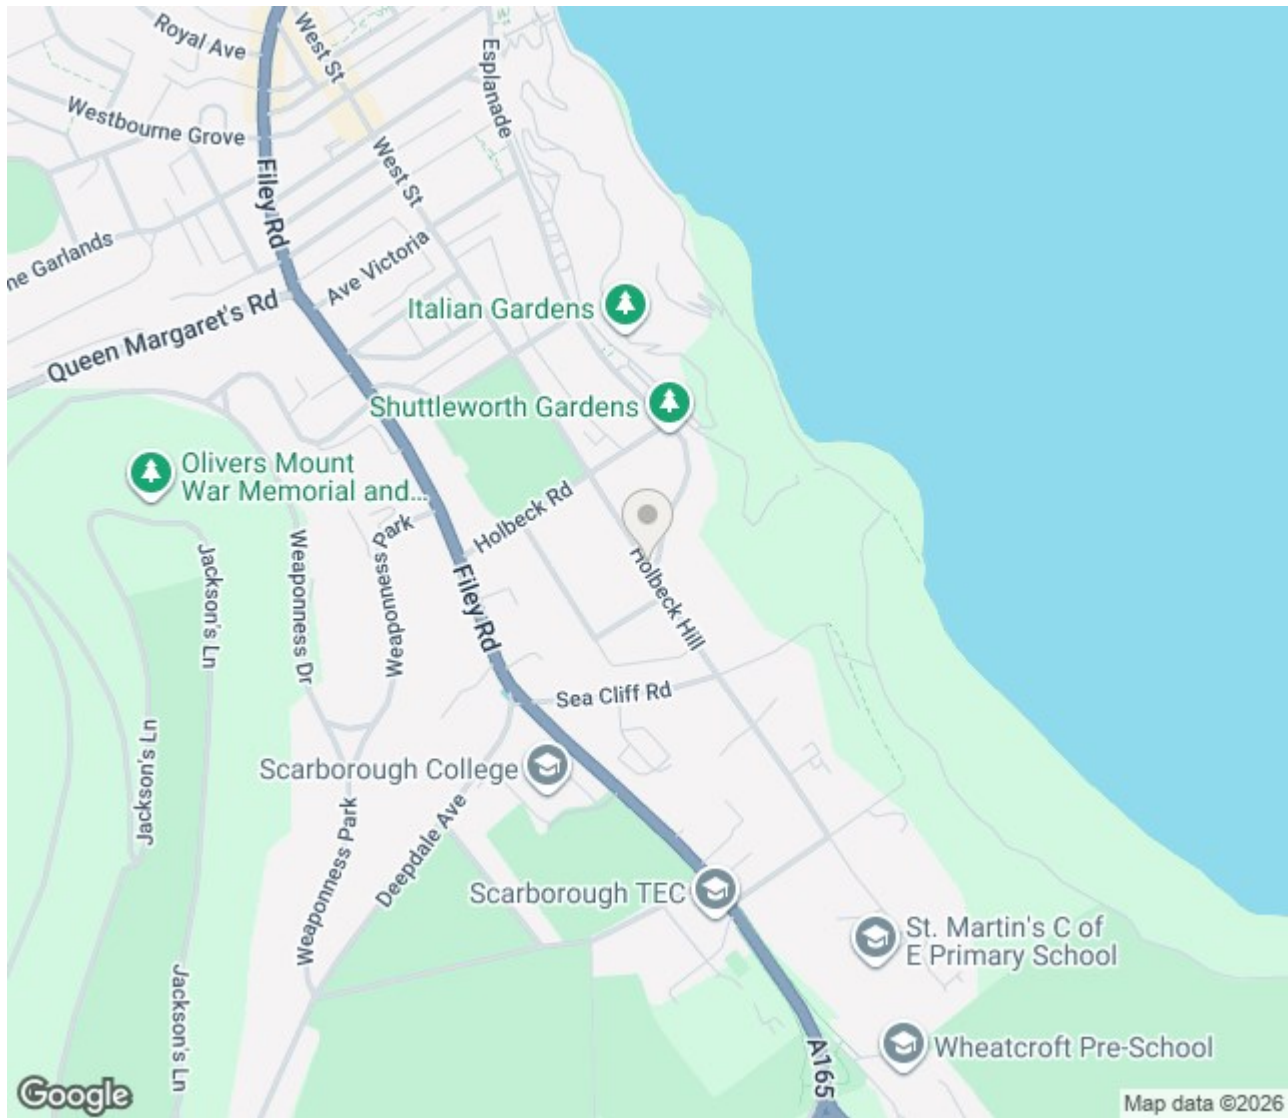 Royal Ave
West St
Esplanade
Westbourne Grove
West St
Filey Rd
ne Garlands
Ave Victoria
Italian Gardens
Queen Margaret's Rd
Shuttleworth Gardens
Olivers Mount
War Memorial and...
Holbeck Rd
Weaponness Park
Jackson's Ln
Weaponness Dr
Holbeck Hill
Filey Rd
Sea Cliff Rd
Jackson's Ln
Scarborough College
Weaponness Park
Deepdale Ave
Scarborough TEC
St. Martin's C of
E Primary School
Jackson's Ln
Wheatcroft Pre-School
A165
Google
Map data ©2026